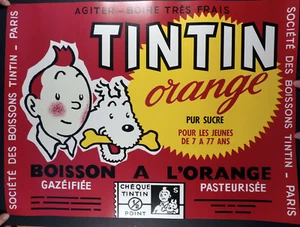 AGITER - BOIRE TRÈS FRAIS
SOCIÉTÉ DES BOISSONS TINTIN - PARIS
TINTIN
orange
PUR SUCRE
POUR LES JEUNES
DE 7 A 77 ANS
BOISSON A L'ORANGE
GAZÉIFIÉE
CHÈQUE
TINTIN
½
POINT
PASTEURISÉE
SOCIÉTÉ DES BOISSONS TINTIN - PARIS